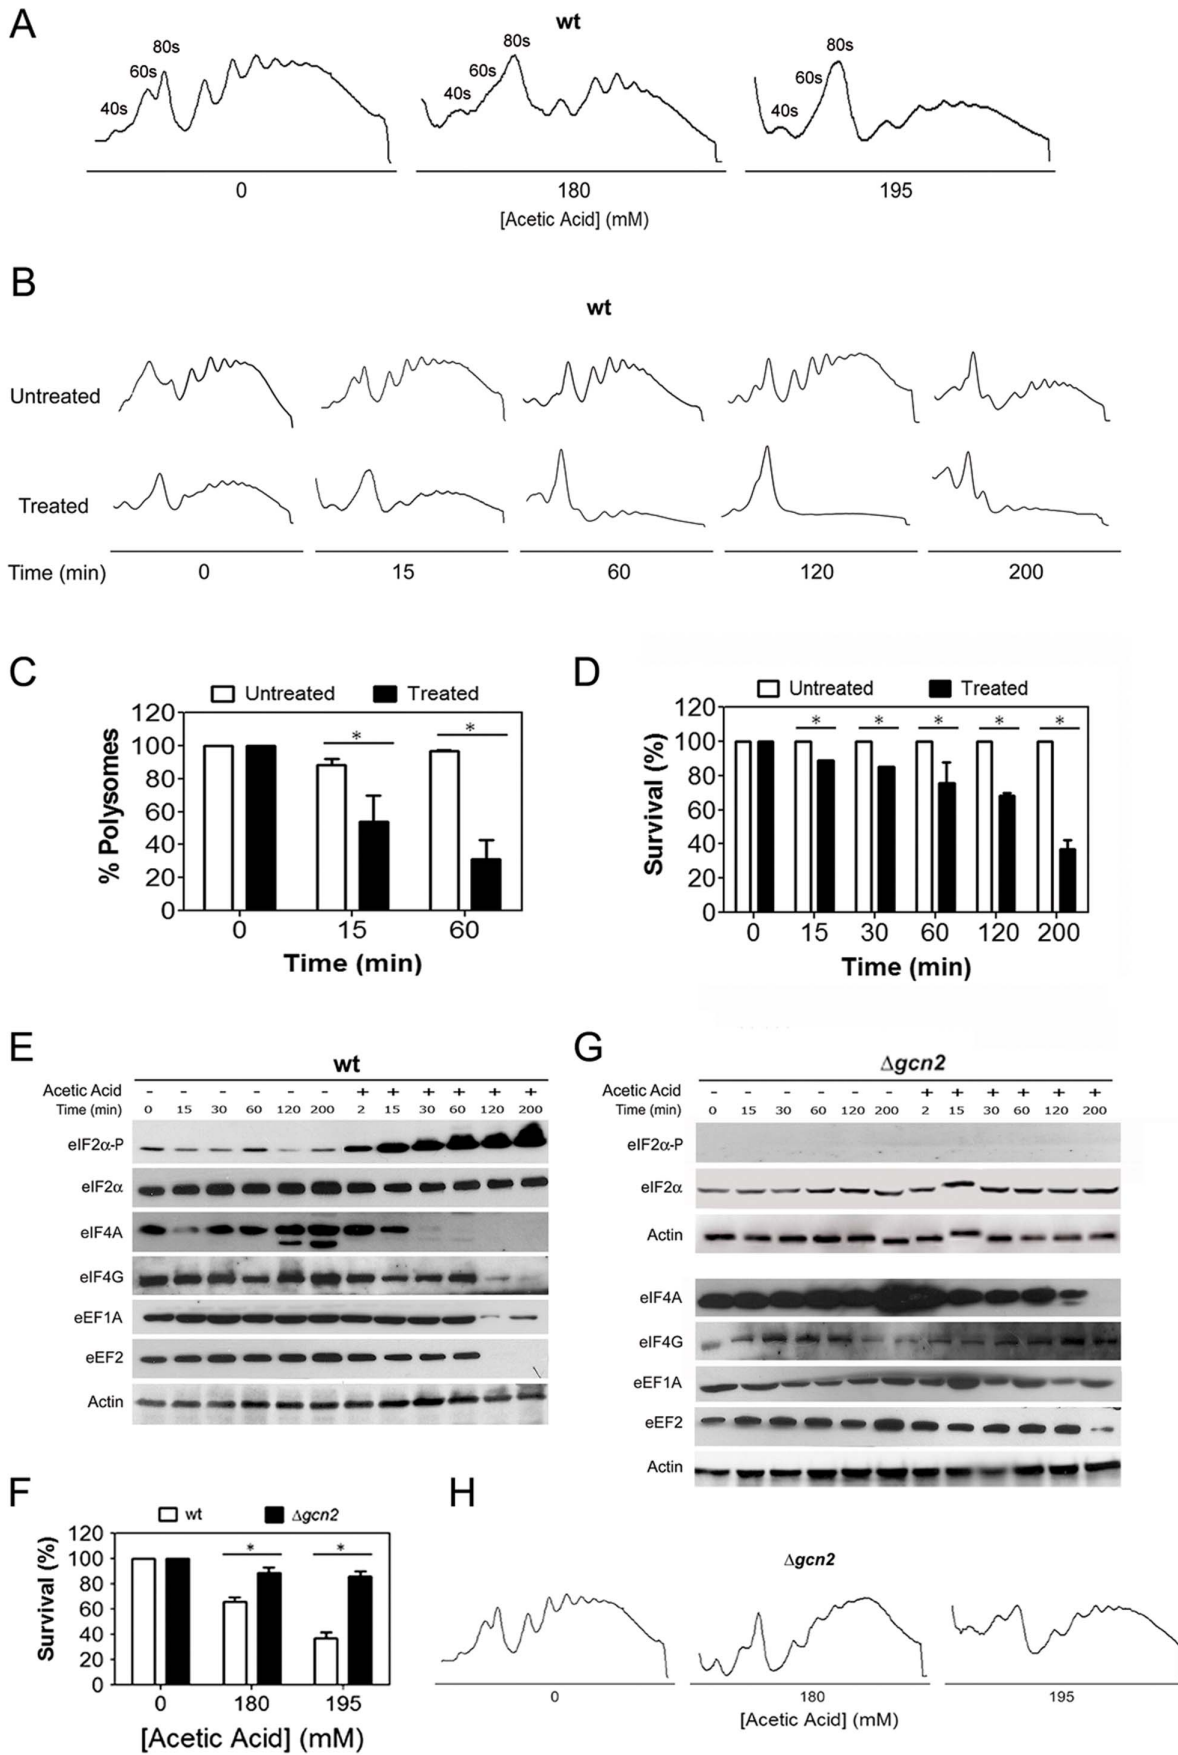 A
wt
40s
60s
80s
40s
60s
80s
40s
60s
80s
0
180
195
[Acetic Acid] (mM)
B
wt
Untreated
Treated
Time (min)
0
15
60
120
200
C
Untreated
Treated
% Polysomes
120
100
80
60
40
20
0
*
*
0
15
60
Time (min)
D
Untreated
Treated
Survival (%)
120
100
80
60
40
20
0
* * * * *
0 15 30 60 120 200
Time (min)
E
wt
Acetic Acid - - - - - - + + + + + +
Time (min) 0 15 30 60 120 200 2 15 30 60 120 200
eIF2α-P
eIF2α
eIF4A
eIF4G
eEF1A
eEF2
Actin
G
Δgcn2
Acetic Acid - - - - - - + + + + + +
Time (min) 0 15 30 60 120 200 2 15 30 60 120 200
eIF2α-P
eIF2α
Actin
eIF4A
eIF4G
eEF1A
eEF2
Actin
F
wt
Δgcn2
Survival (%)
120
100
80
60
40
20
0
*
*
0
180
195
[Acetic Acid] (mM)
H
Δgcn2
0
180
195
[Acetic Acid] (mM)